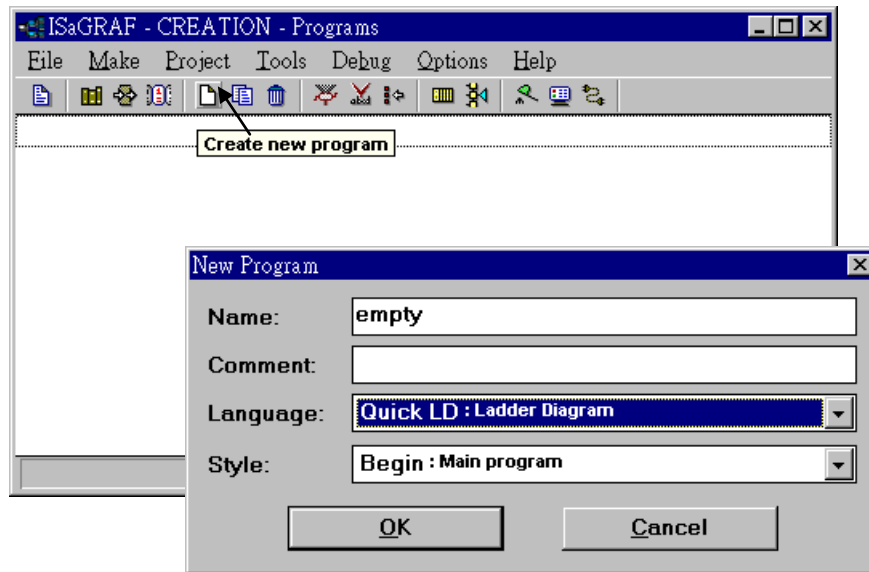 ISaGRAF - CREATION - Programs
File Make Project Tools Debug Options Help
Create new program
New Program
Name: empty
Comment:
Language: Quick LD : Ladder Diagram
Style: Begin : Main program
OK Cancel